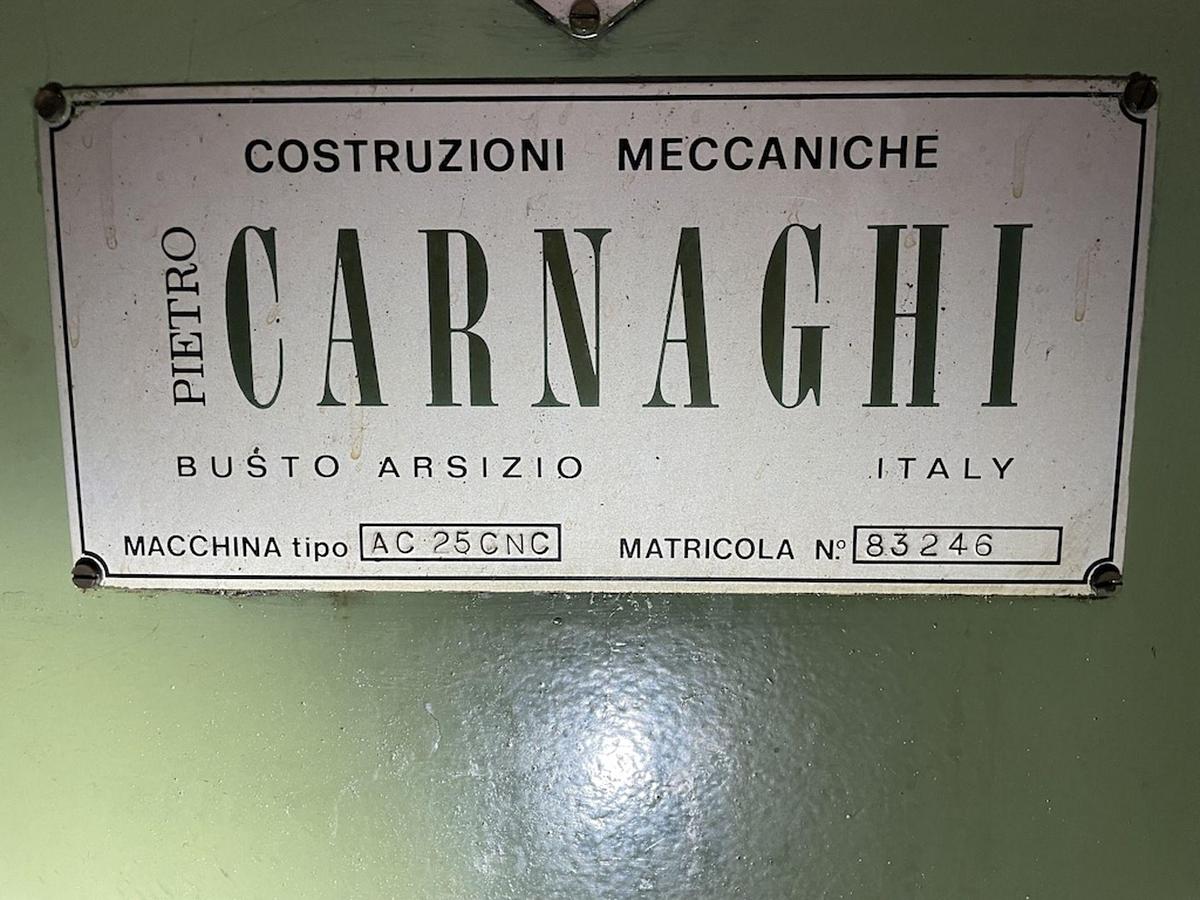 COSTRUZIONI MECCANICHE
PIETRO CARNAGHI
BUSTO ARSIZIO ITALY
MACCHINA tipo AC 25CNC MATRICOLA N.º 83246